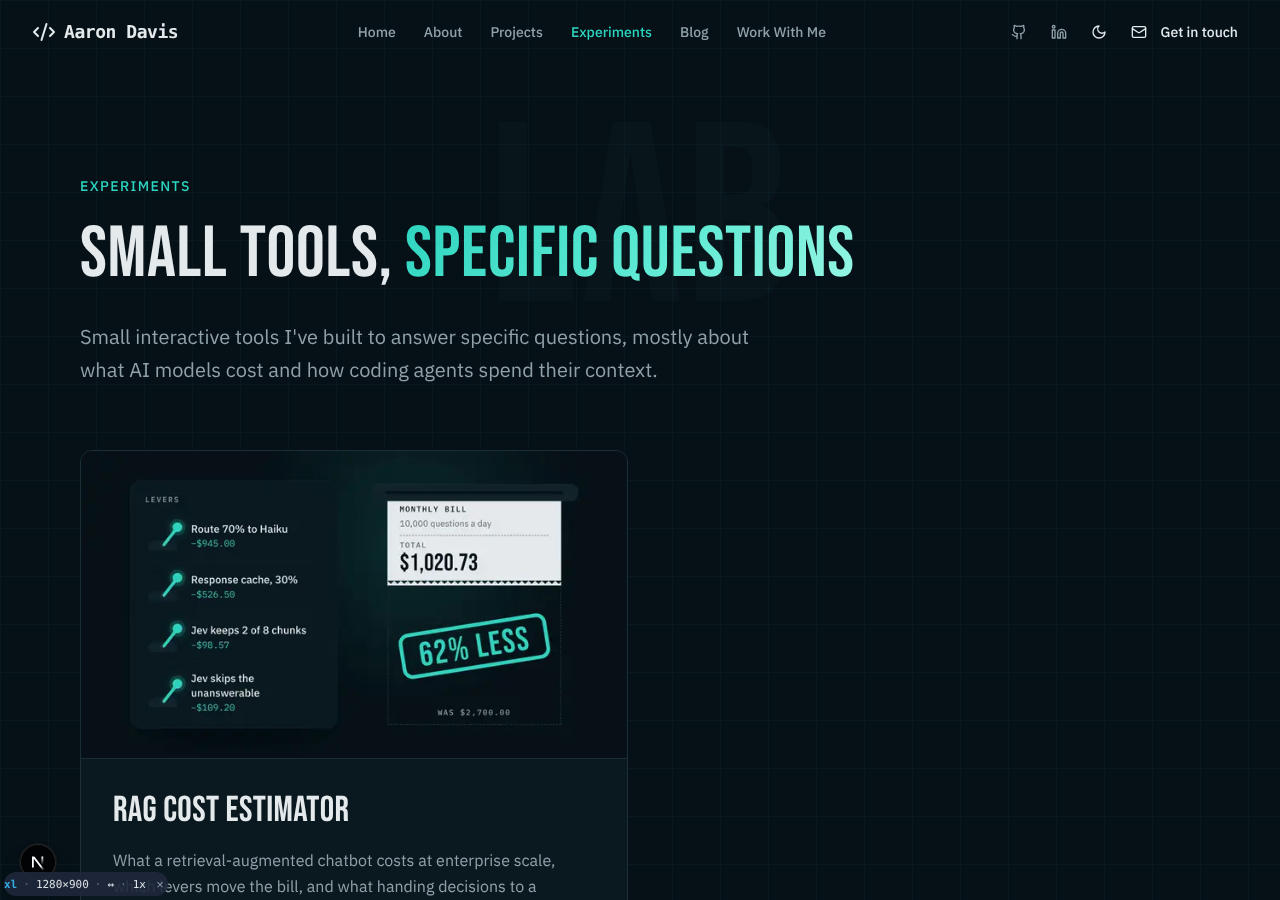 </> Aaron Davis
Home About Projects Experiments Blog Work With Me
Get in touch
LAB
EXPERIMENTS
SMALL TOOLS, SPECIFIC QUESTIONS
Small interactive tools I've built to answer specific questions, mostly about
what AI models cost and how coding agents spend their context.
LEVERS
Route 70% to Haiku
−$945.00
Response cache, 30%
−$526.50
Jev keeps 2 of 8 chunks
−$98.57
Jev skips the
unanswerable
−$109.20
MONTHLY BILL
10,000 questions a day
TOTAL
$1,020.73
62% LESS
WAS $2,700.00
RAG COST ESTIMATOR
What a retrieval-augmented chatbot costs at enterprise scale,
levers move the bill, and what handing decisions to a
N
xl · 1280×900 · ↔ · 1x ×